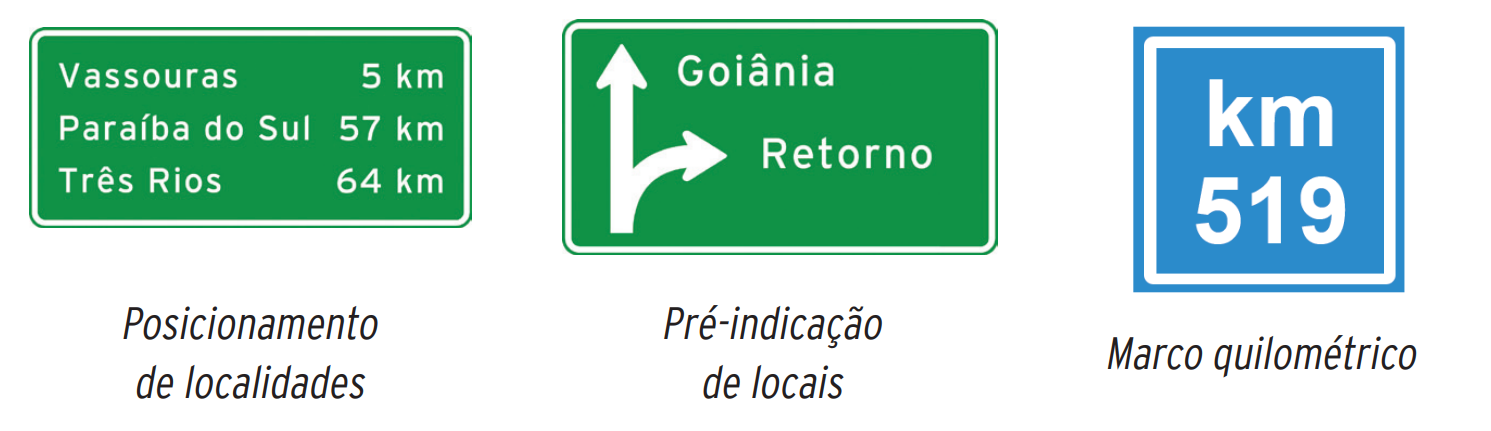 Vassouras 5 km
Paraíba do Sul 57 km
Três Rios 64 km
Posicionamento
de localidades
Goiânia
Retorno
Pré-indicação
de locais
km
519
Marco quilométrico